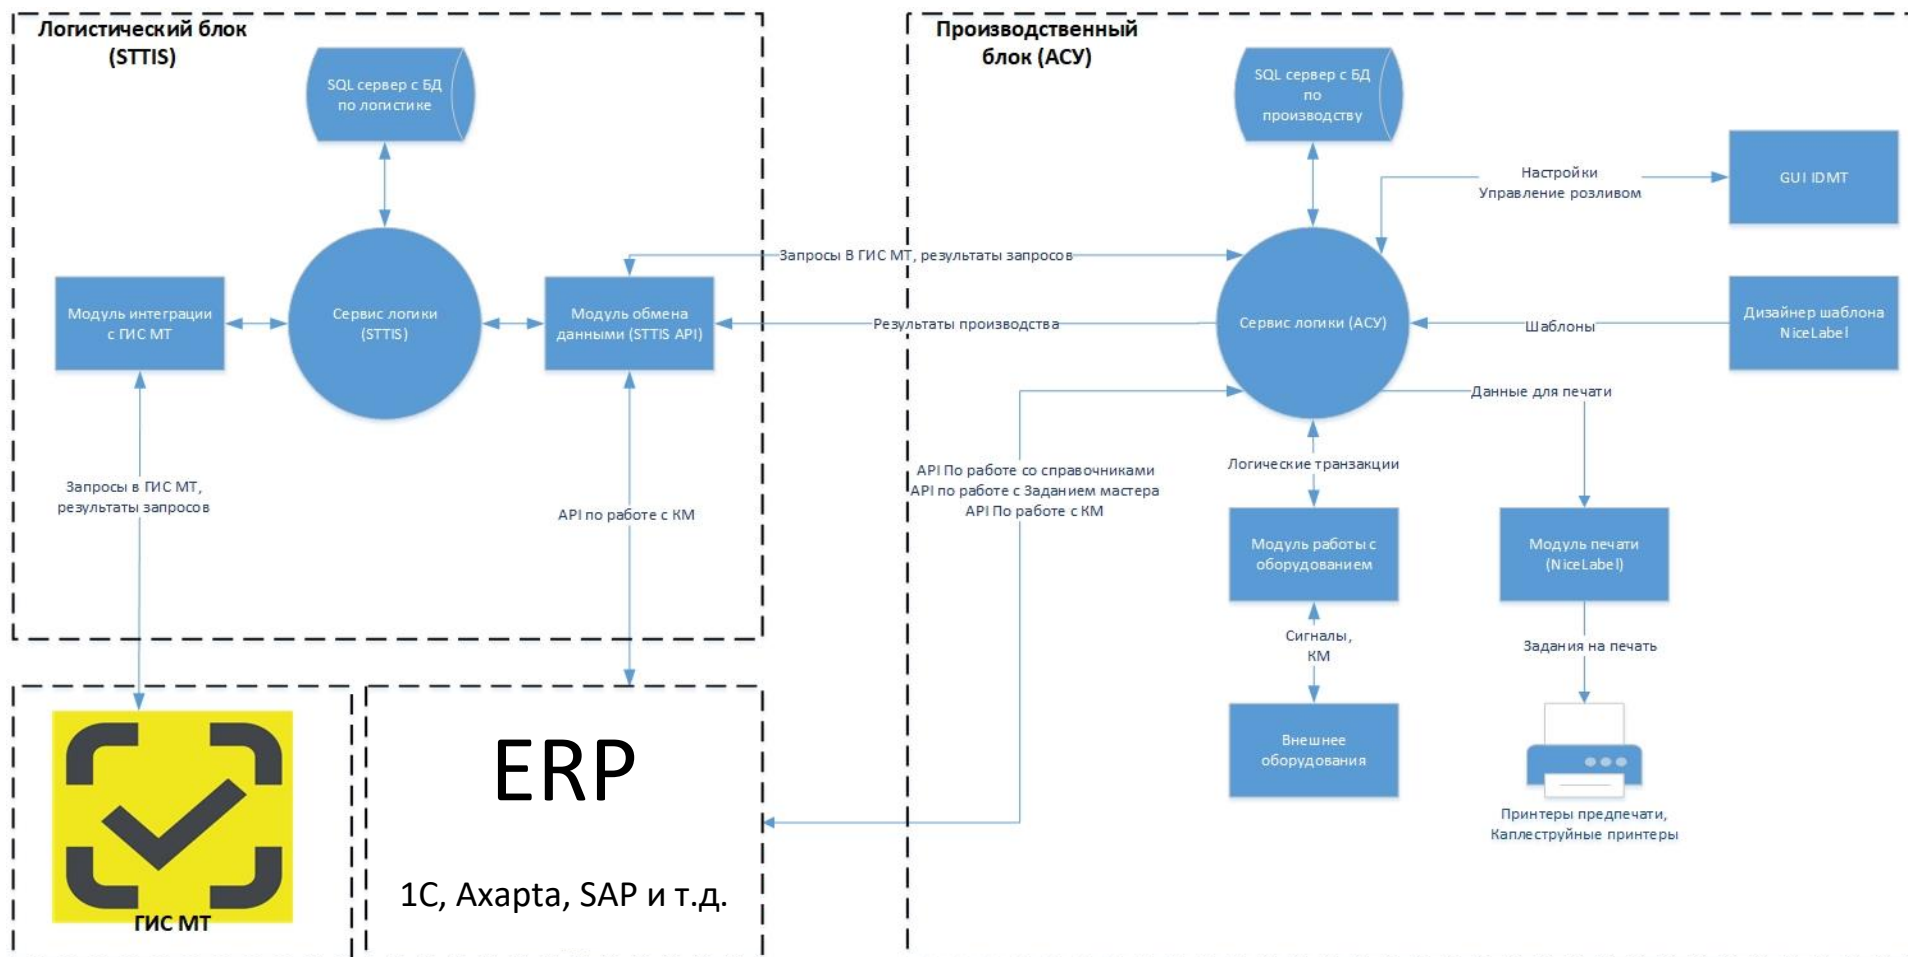 Логистический блок
(STTIS)
SQL сервер с БД
по логистике
Модуль интеграции
с ГИС МТ
Сервис логики
(STTIS)
Модуль обмена
данными (STTIS API)
Запросы в ГИС МТ,
результаты запросов
API по работе с КМ
Запросы В ГИС МТ, результаты запросов
Результаты производства
Производственный
блок (АСУ)
SQL сервер с БД
по
производству
Настройки
Управление розливом
GUI IDMT
Сервис логики (АСУ)
Шаблоны
Дизайнер шаблона
NiceLabel
Данные для печати
API По работе со справочниками
API по работе с Заданием мастера
API По работе с КМ
Логические транзакции
Модуль работы с
оборудованием
Модуль печати
(NiceLabel)
Сигналы,
КМ
Задания на печать
Внешнее
оборудования
Принтеры предпечати,
Каплеструйные принтеры
ГИС МТ
ERP
1С, Axapta, SAP и т.д.